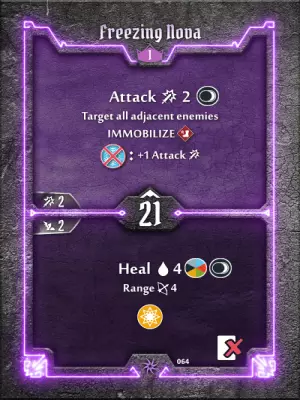 Freezing Nova
1
Attack 2
Target all adjacent enemies
IMMOBILIZE
: +1 Attack
2
21
2
Heal 4
Range 4
064